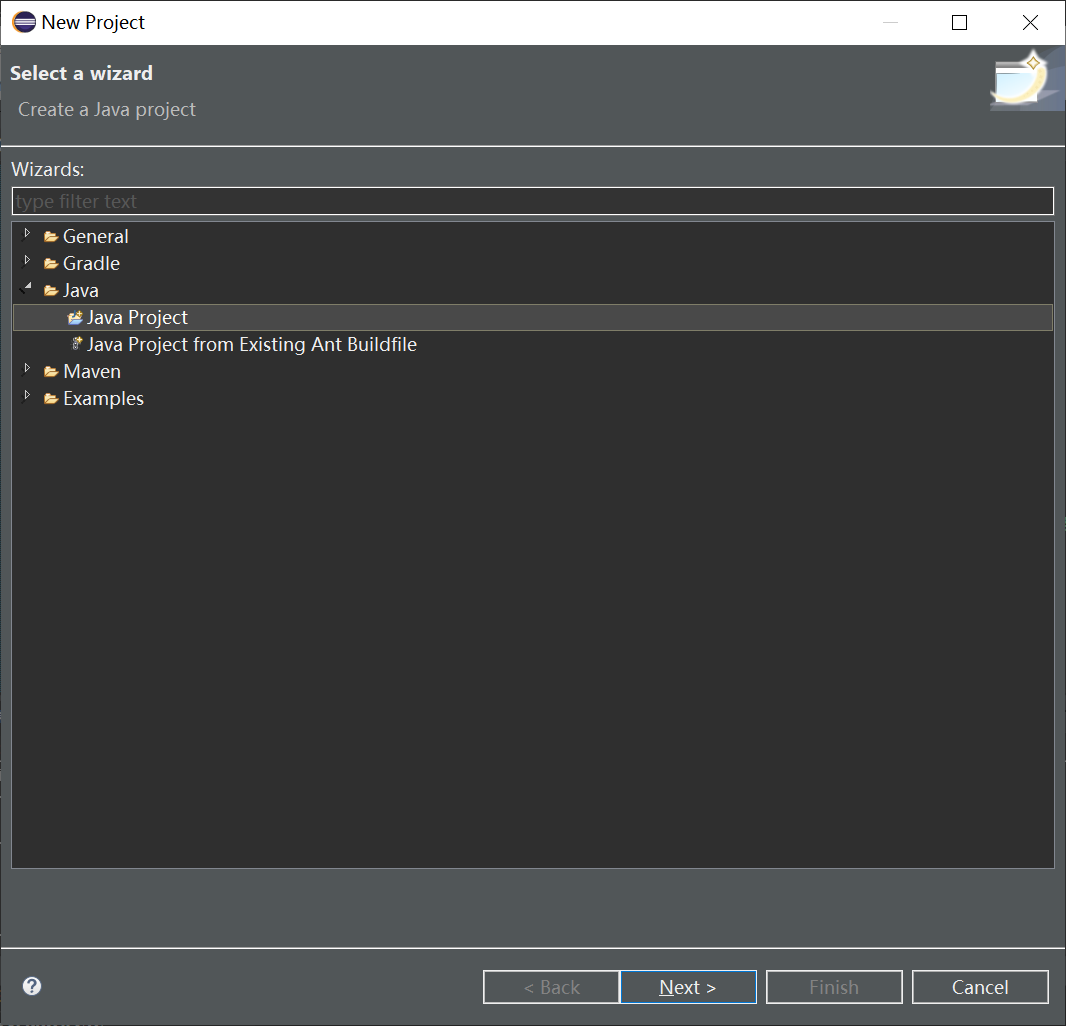 New Project
Select a wizard
Create a Java project
Wizards:
type filter text
General
Gradle
Java
Java Project
Java Project from Existing Ant Buildfile
Maven
Examples
< Back
Next >
Finish
Cancel